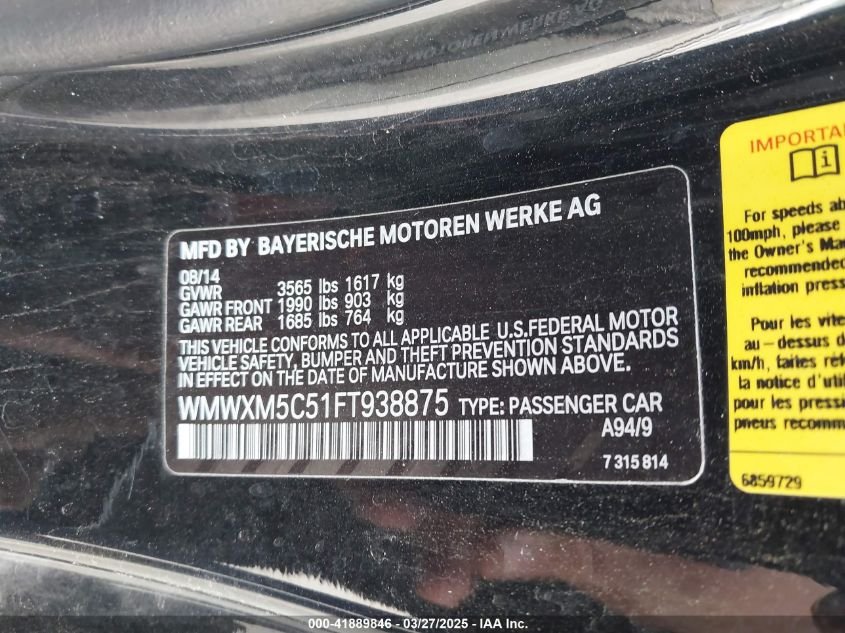 MFD BY BAYERISCHE MOTOREN WERKE AG
08/14
GVWR 3565 lbs 1617 kg
GAWR FRONT 1990 lbs 903 kg
GAWR REAR 1685 lbs 764 kg
THIS VEHICLE CONFORMS TO ALL APPLICABLE U.S.FEDERAL MOTOR
VEHICLE SAFETY, BUMPER AND THEFT PREVENTION STANDARDS
IN EFFECT ON THE DATE OF MANUFACTURE SHOWN ABOVE.
WMWXM5C51FT938875 TYPE: PASSENGER CAR
A94/9
7 315 814
IMPORTA
i
For speeds ab
100mph, please
the Owner's Ma
recommended
inflation press
Pour les vite
au-dessus d
km/h, faites ref
la notice d'util
pour les pressi
pneus recomm
6859729
000-41889846 / 03/27/2025 - IAA Inc.